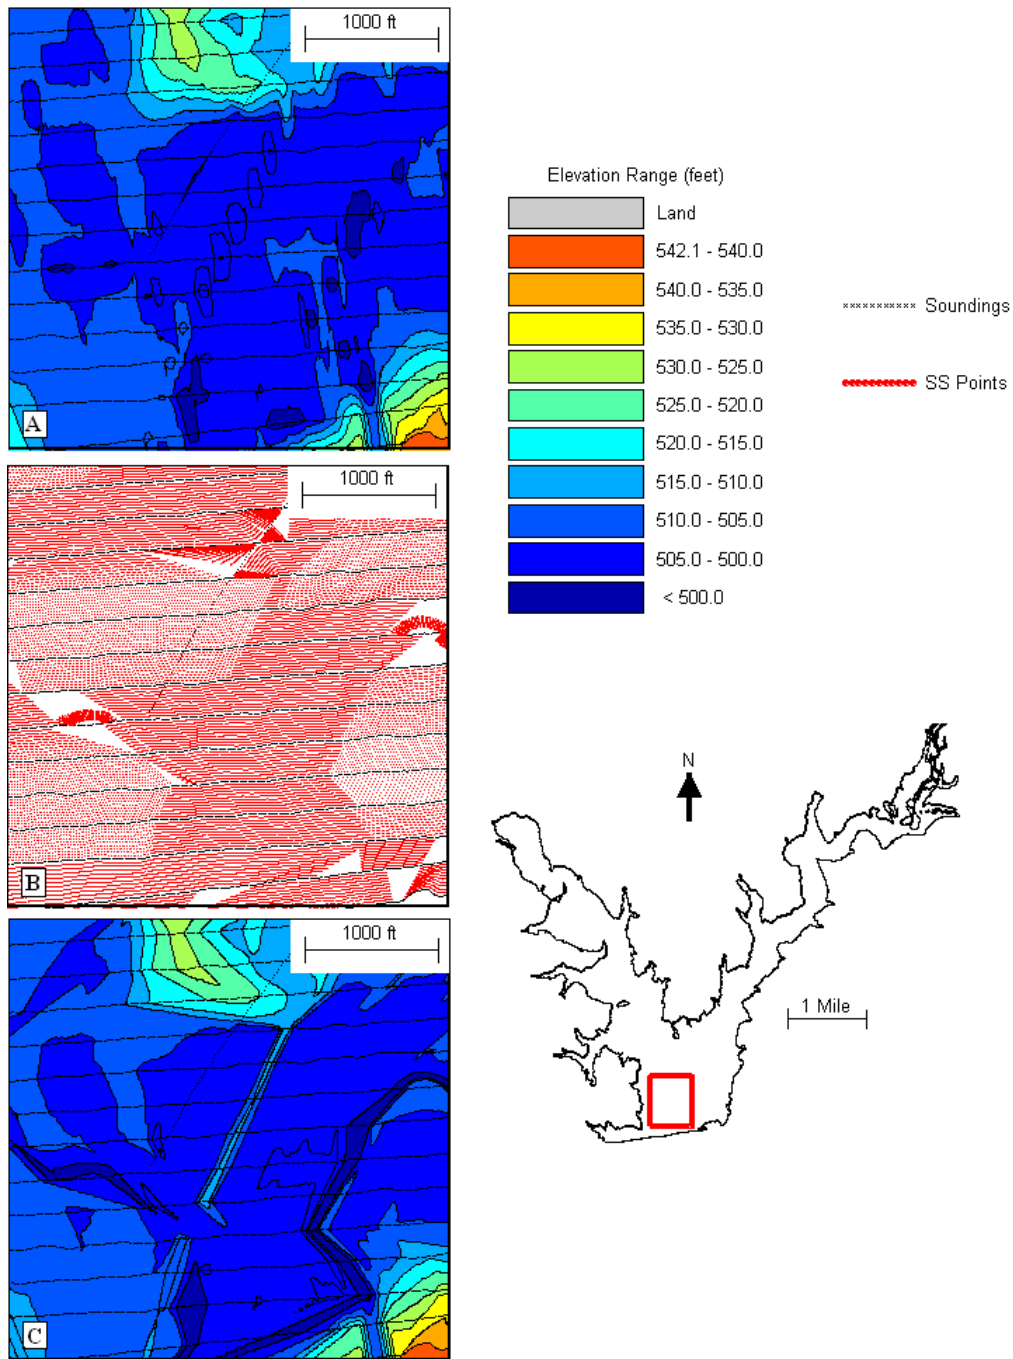 1000 ft
A
1000 ft
B
1000 ft
C
Elevation Range (feet)
Land
542.1 - 540.0
540.0 - 535.0
535.0 - 530.0
530.0 - 525.0
525.0 - 520.0
520.0 - 515.0
515.0 - 510.0
510.0 - 505.0
505.0 - 500.0
< 500.0
Soundings
SS Points
N
1 Mile